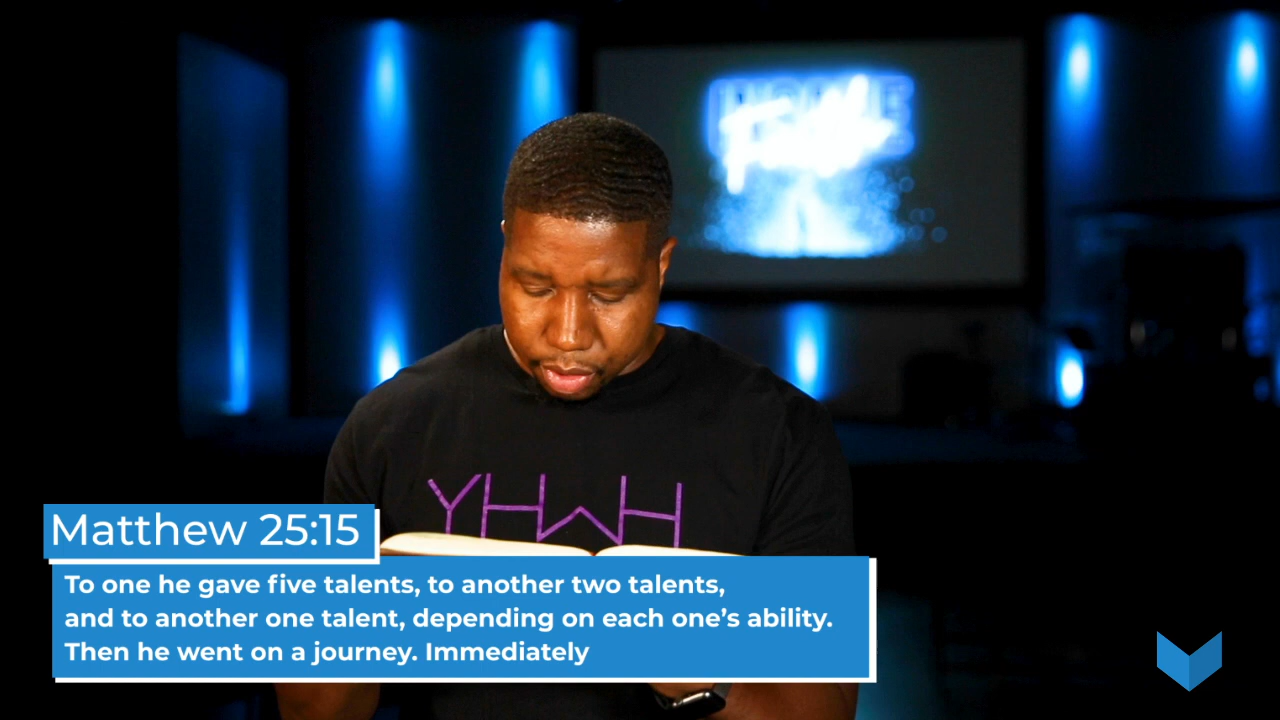 Faith
YHWH
Matthew 25:15
To one he gave five talents, to another two talents,
and to another one talent, depending on each one’s ability.
Then he went on a journey. Immediately